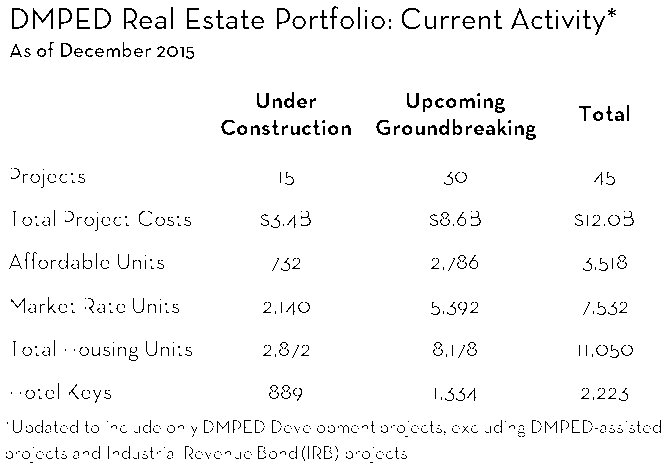 DMPED Real Estate Portfolio: Current Activity*
As of December 2015
Under Construction Upcoming Groundbreaking Total
Projects 15 30 45
Total Project Costs $3.4B $8.6B $12.0B
Affordable Units 732 2,786 3,518
Market Rate Units 2,140 5,392 7,532
Total Housing Units 2,872 8,178 11,050
Hotel Keys 889 1,334 2,223
*Updated to include only DMPED Development projects, excluding DMPED-assisted
projects and Industrial Revenue Bond (IRB) projects